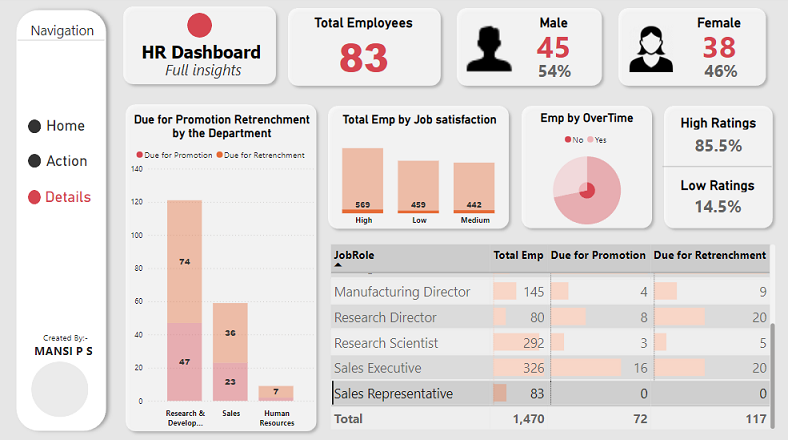 Navigation
Home
Action
Details
Created By:-
MANSI P S
HR Dashboard
Full insights
Total Employees
83
Male
45
54%
Female
38
46%
Due for Promotion Retrenchment
by the Department
Due for Promotion Due for Retrenchment
140
120
100
80
60
40
20
0
74
47
36
23
7
Research &
Develop...
Sales
Human
Resources
Total Emp by Job satisfaction
569
459
442
High
Low
Medium
Emp by OverTime
No Yes
High Ratings
85.5%
Low Ratings
14.5%
JobRole Total Emp Due for Promotion Due for Retrenchment
Manufacturing Director 145 4 9
Research Director 80 8 20
Research Scientist 292 3 5
Sales Executive 326 16 20
Sales Representative 83 0 0
Total 1,470 72 117